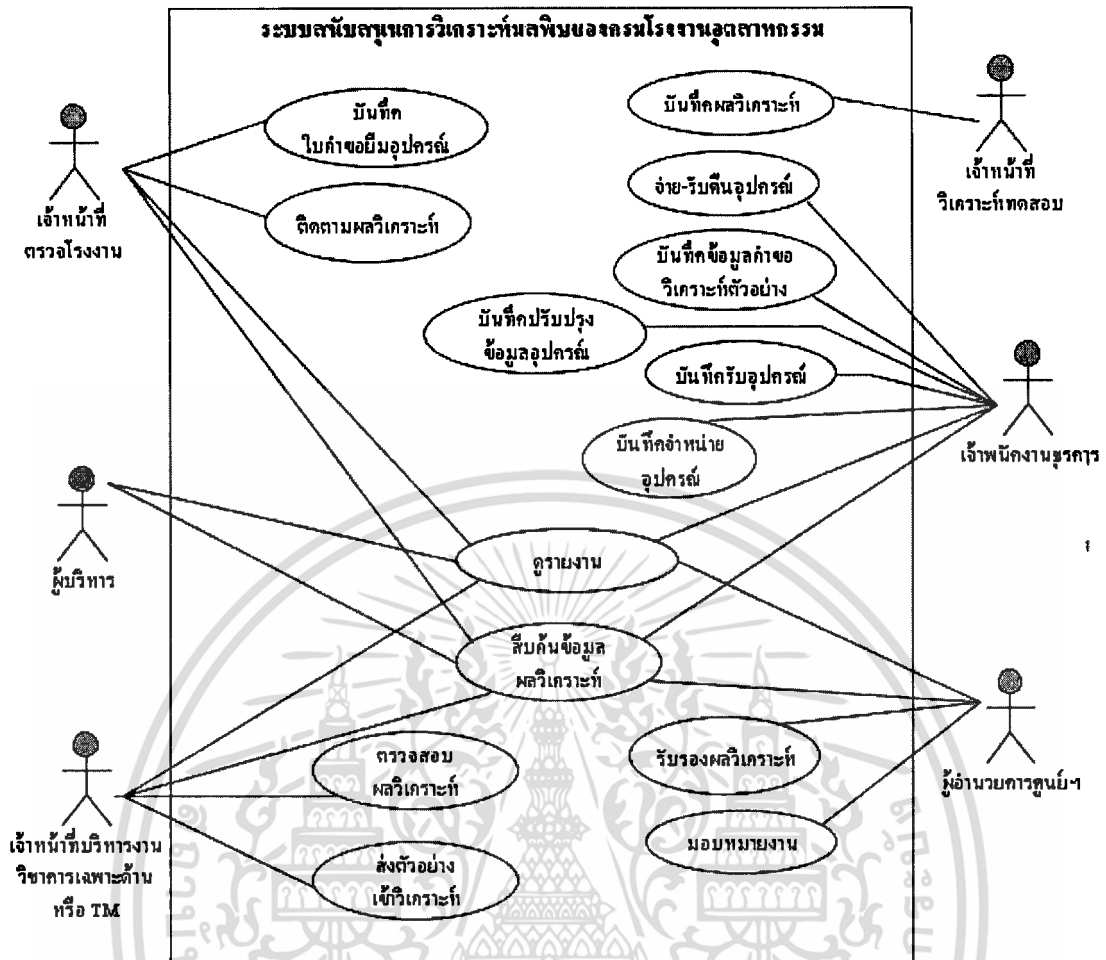 ระบบสนับสนุนการวิเคราะห์มลพิษของกรมโรงงานอุตสาหกรรม
บันทึก
ใบคำขอยืมอุปกรณ์
บันทึกผลวิเคราะห์
เจ้าหน้าที่
ตรวจโรงงาน
เจ้าหน้าที่
วิเคราะห์ทดสอบ
ติดตามผลวิเคราะห์
จ่าย-รับคืนอุปกรณ์
บันทึกข้อมูลคำขอ
วิเคราะห์ตัวอย่าง
บันทึกปรับปรุง
ข้อมูลอุปกรณ์
บันทึกรับอุปกรณ์
บันทึกจำหน่าย
อุปกรณ์
เจ้าพนักงานธุรการ
ผู้บริหาร
ดูรายงาน
สืบค้นข้อมูล
ผลวิเคราะห์
ตรวจสอบ
ผลวิเคราะห์
รับรองผลวิเคราะห์
ผู้อำนวยการศูนย์ฯ
เจ้าหน้าที่บริหารงาน
วิชาการเฉพาะด้าน
หรือ TM
ส่งตัวอย่าง
เข้าวิเคราะห์
มอบหมายงาน